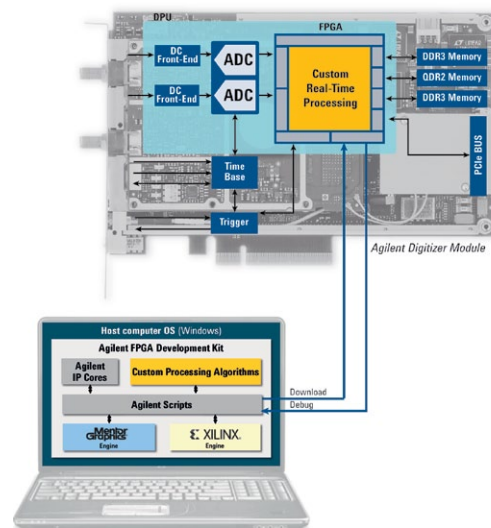 DPU
FPGA
DC
Front-End
ADC
DC
Front-End
ADC
Custom
Real-Time
Processing
DDR3 Memory
QDR2 Memory
DDR3 Memory
PCIe BUS
Time
Base
Trigger
Agilent Digitizer Module
Host computer OS (Windows)
Agilent FPGA Development Kit
Agilent
IP Cores
Custom Processing Algorithms
Agilent Scripts
Download
Debug
Mentor
Graphics
Engine
XILINX
Engine